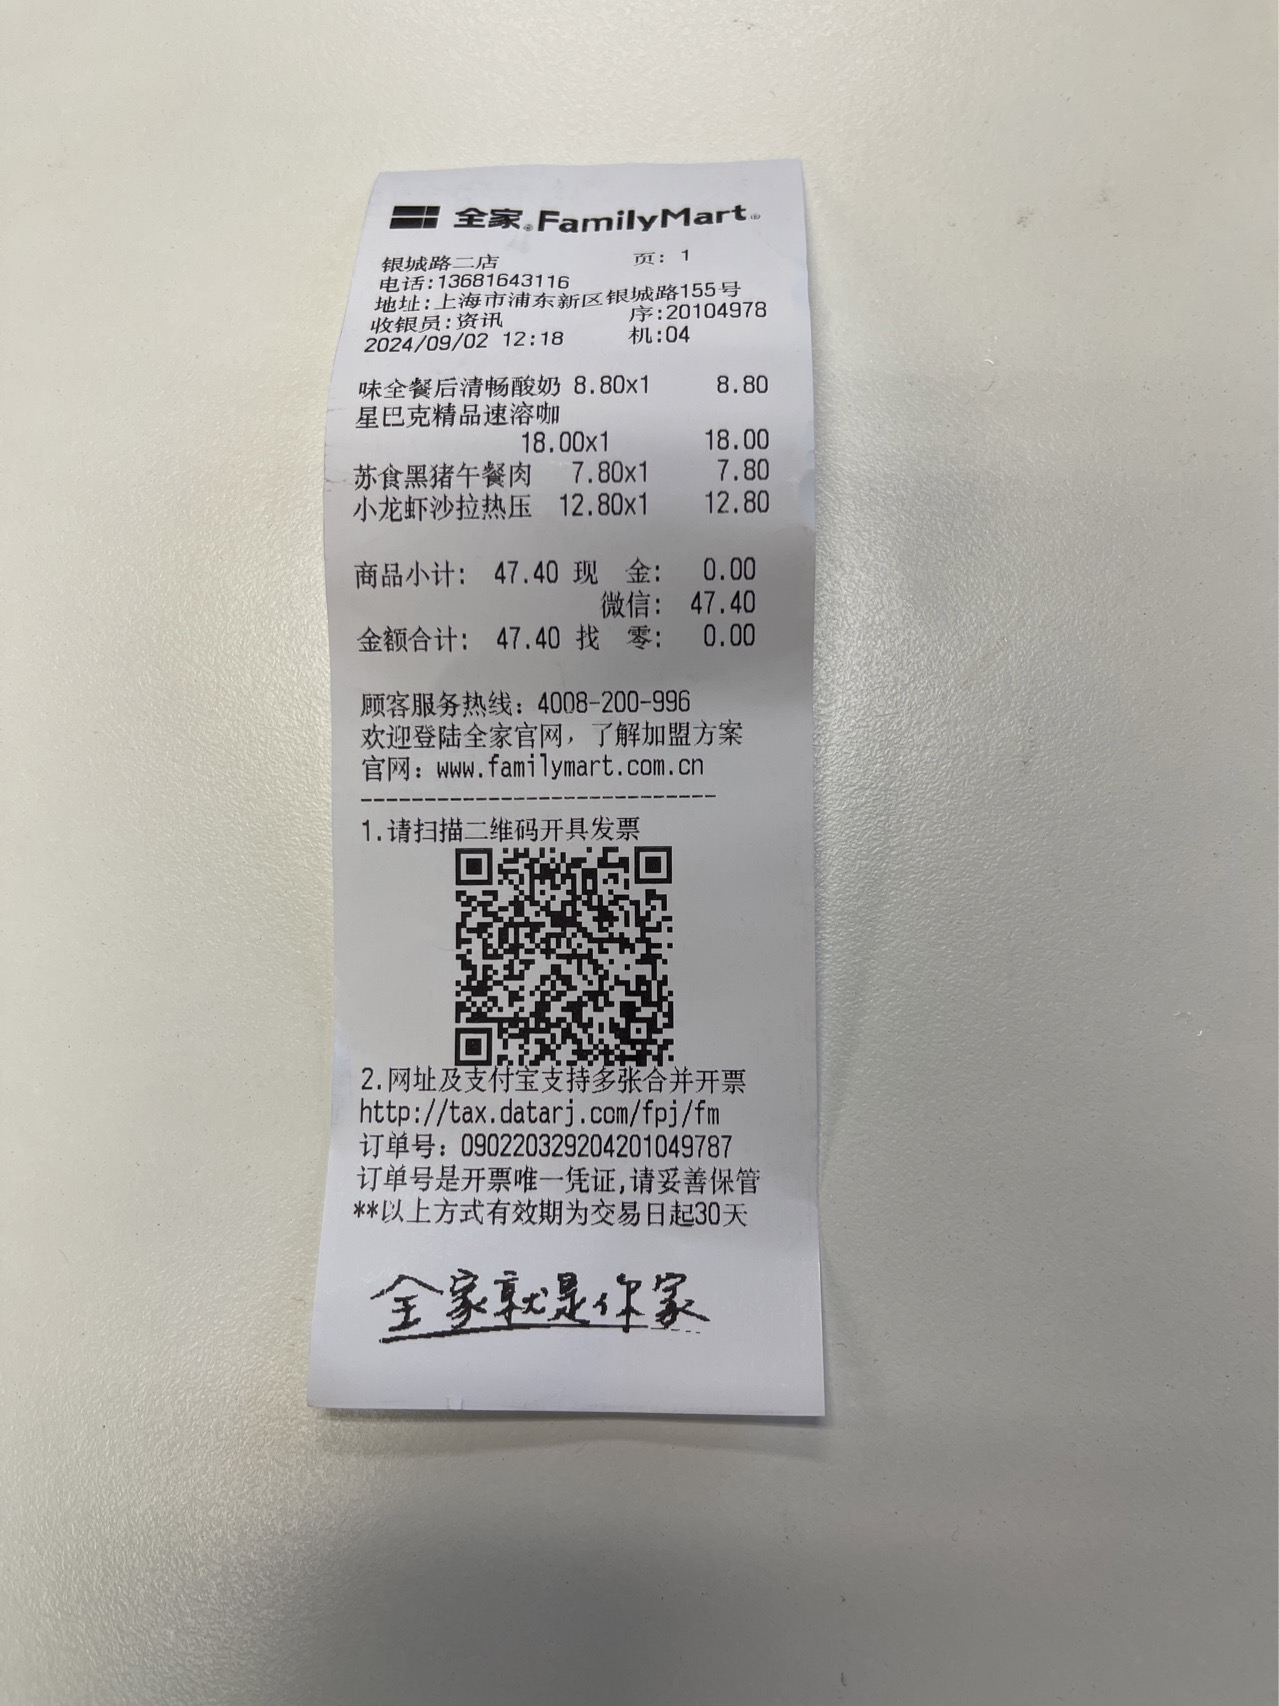 全家 FamilyMart
银城路二店 页: 1
电话:13681643116
地址:上海市浦东新区银城路155号
收银员:资讯 序:20104978
2024/09/02 12:18 机:04
味全餐后清畅酸奶 8.80x1 8.80
星巴克精品速溶咖
18.00x1 18.00
苏食黑猪午餐肉 7.80x1 7.80
小龙虾沙拉热压 12.80x1 12.80
商品小计: 47.40 现 金: 0.00
微信: 47.40
金额合计: 47.40 找 零: 0.00
顾客服务热线: 4008-200-996
欢迎登陆全家官网，了解加盟方案
官网: www.familymart.com.cn
----------------------------
1.请扫描二维码开具发票
2.网址及支付宝支持多张合并开票
http://tax.datarj.com/fpj/fm
订单号: 090220329204201049787
订单号是开票唯一凭证,请妥善保管
**以上方式有效期为交易日起30天
全家就是你家